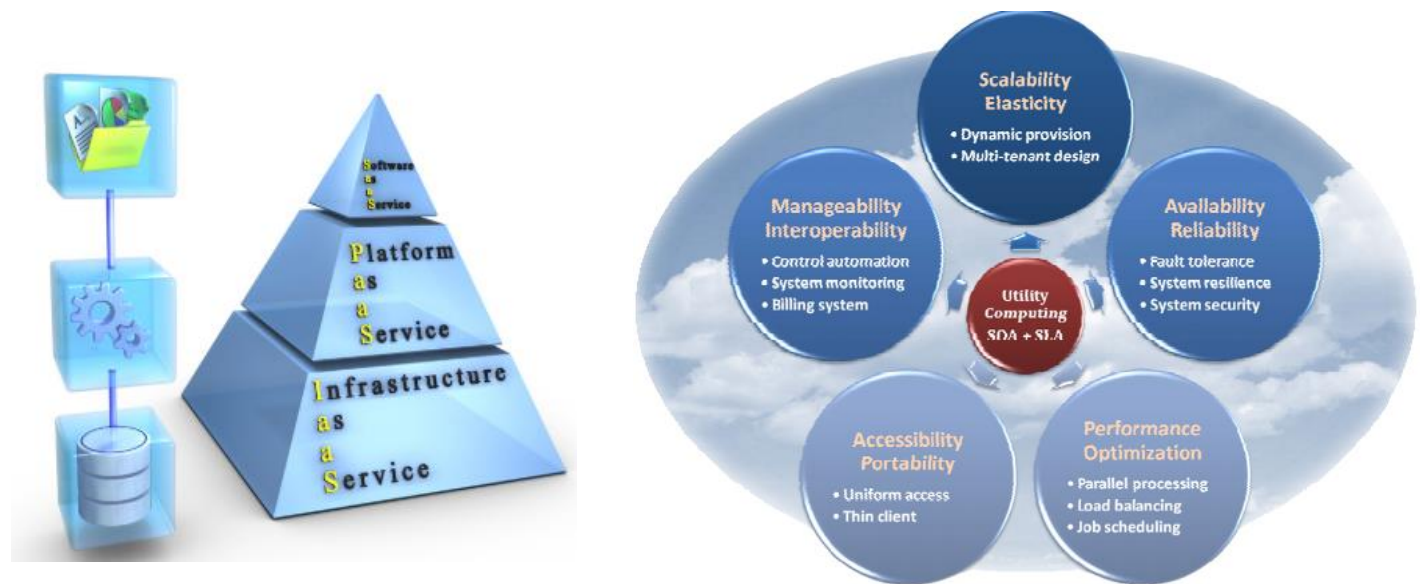 Software
as
a
Service
Platform
as
a
Service
Infrastructure
as
a
Service
Scalability
Elasticity
• Dynamic provision
• Multi-tenant design
Manageability
Interoperability
• Control automation
• System monitoring
• Billing system
Availability
Reliability
• Fault tolerance
• System resilience
• System security
Utility
Computing
SOA + SLA
Accessibility
Portability
• Uniform access
• Thin client
Performance
Optimization
• Parallel processing
• Load balancing
• Job scheduling